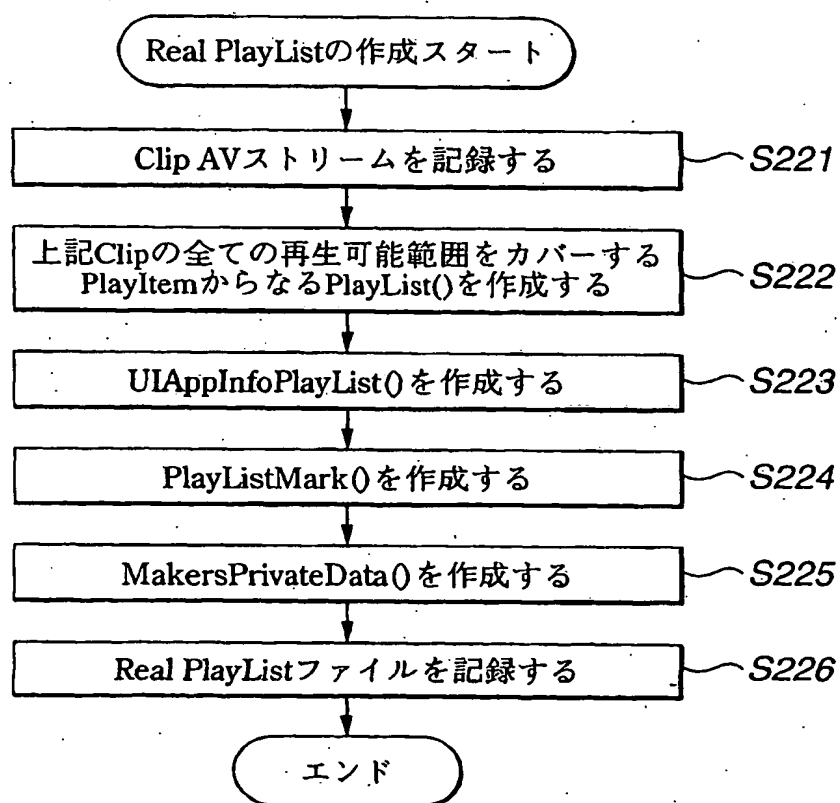 Real PlayListの作成スタート
Clip AVストリームを記録する
S221
上記Clipの全ての再生可能範囲をカバーする
PlayItemからなるPlayList()を作成する
S222
UIAppInfoPlayList()を作成する
S223
PlayListMark()を作成する
S224
MakersPrivateData()を作成する
S225
Real PlayListファイルを記録する
S226
エンド